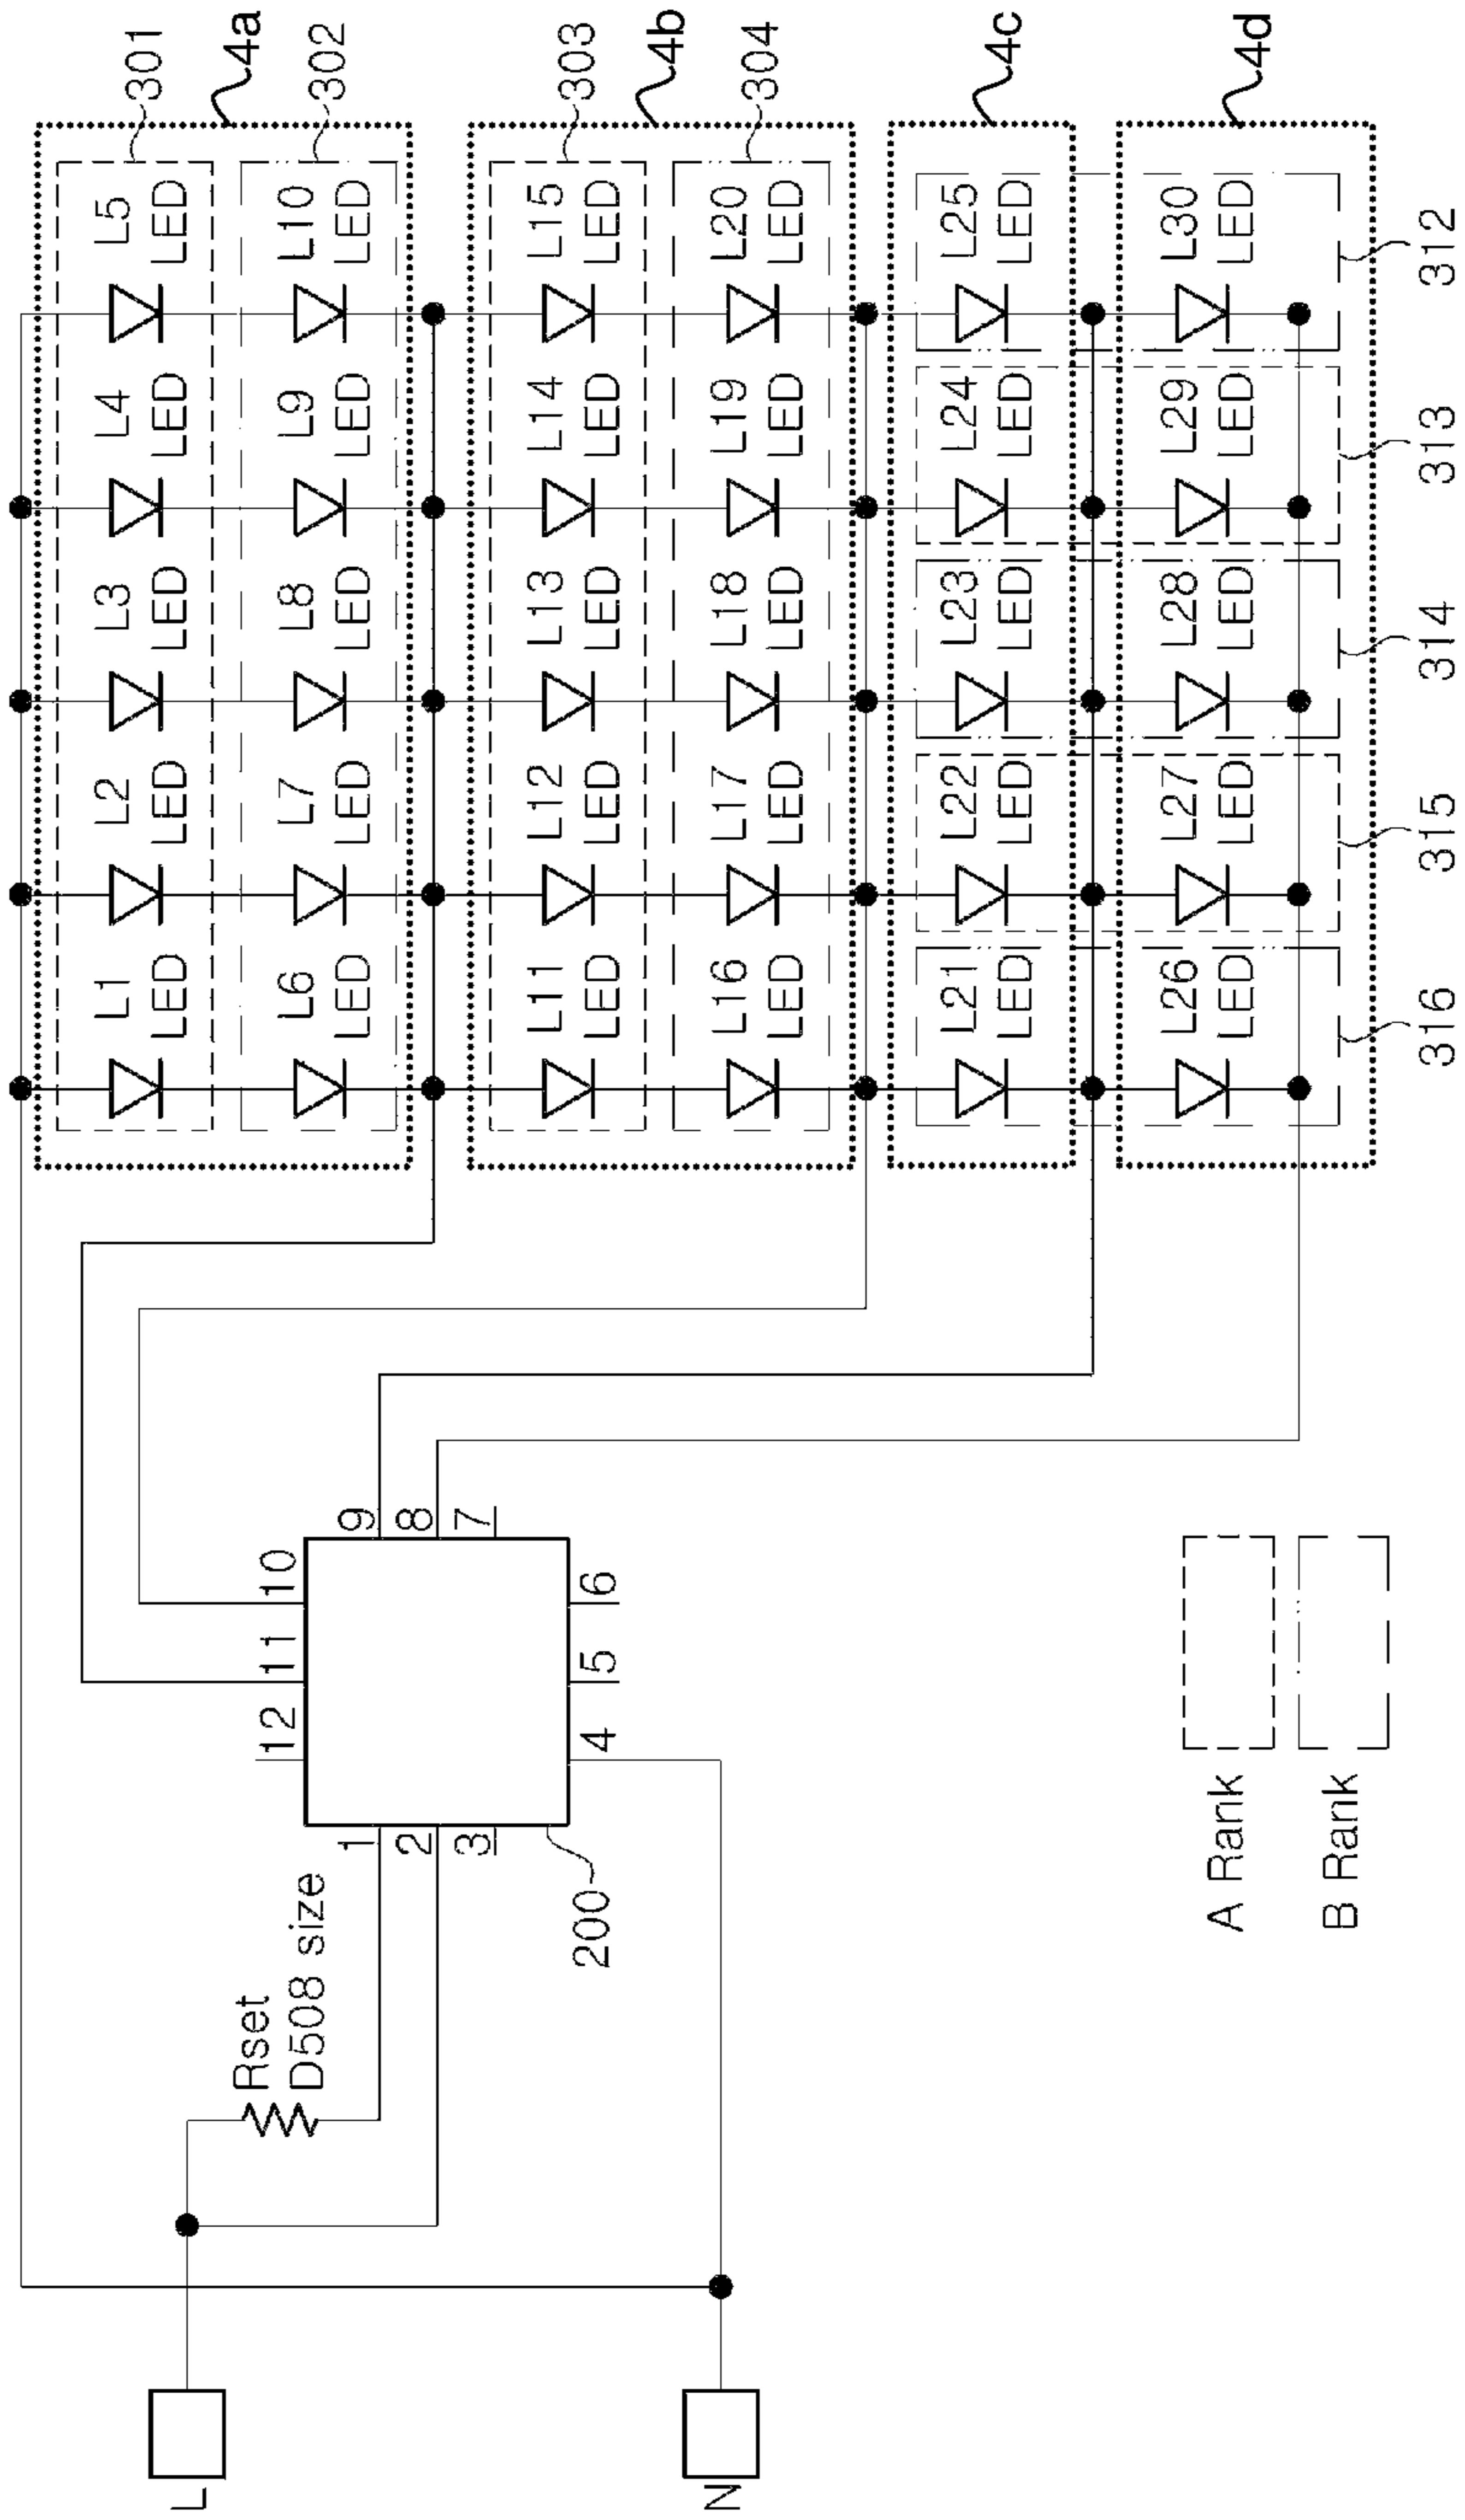 301
4a
302
303
4b
304
4c
4d
L5
LED
L10
LED
L15
LED
L20
LED
L25
LED
L30
LED
312
L4
LED
L9
LED
L14
LED
L19
LED
L24
LED
L29
LED
313
L3
LED
L8
LED
L13
LED
L18
LED
L23
LED
L28
LED
314
L2
LED
L7
LED
L12
LED
L17
LED
L22
LED
L27
LED
315
L1
LED
L6
LED
L11
LED
L16
LED
L21
LED
L26
LED
316
9
8
7
10
11
12
6
5
4
1
2
3
200
Rset
D508 size
A Rank
B Rank
L
N